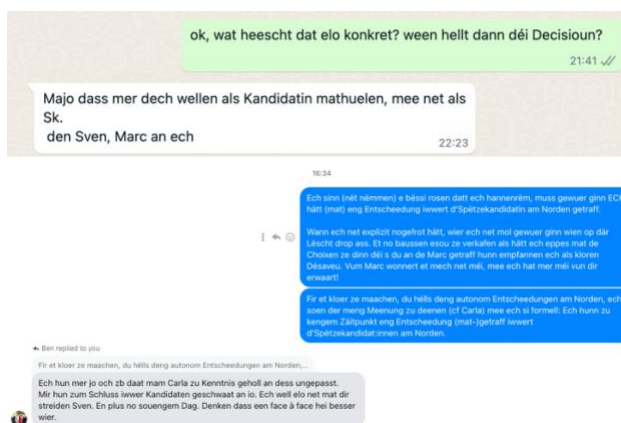 ok, wat heescht dat elo konkret? ween hellt dann déi Decisioun?
21:41
Majo dass mer dech wellen als Kandidatin mathuelen, mee net als
Sk.
den Sven, Marc an ech
22:23
16:34
Ech sinn (nët nëmmen) e bëssi rosen datt ech hannenrëm, muss gewuer ginn ECH
hätt (mat) eng Entscheedung iwwert d'Spëtzekandidatin am Norden getraff.
Wann ech net explizit nogefrot hätt, wier ech net mol gewuer ginn wien op där
Lëscht drop ass. Et no baussen esou ze verkafen als hätt ech eppes mat de
Choixen ze dinn déi s du an de Marc getraff hunn empfannen ech als kloren
Désaveu. Vum Marc wonnert et mech net méi, mee ech hat mer méi vun dir
erwaart!
Fir et kloer ze maachen, du hëls deng autonom Entscheedungen am Norden, ech
soen der meng Meenung zu deenen (cf Carla) mee ech si formell: Ech hunn zu
kengem Zäitpunkt eng Entscheedung (mat-)getraff iwwert
d'Spëtzekandidat:innen am Norden.
Ben replied to you
Fir et kloer ze maachen, du hëls deng autonom Entscheedungen am Norden,...
Ech hun mer jo och zb daat mam Carla zu Kenntnis geholl an dess ungepasst.
Mir hun zum Schluss iwwer Kandidaten geschwaat an io. Ech well elo net mat dir
streiden Sven. En plus no souengem Dag. Denken dass een face à face hei besser
wier.